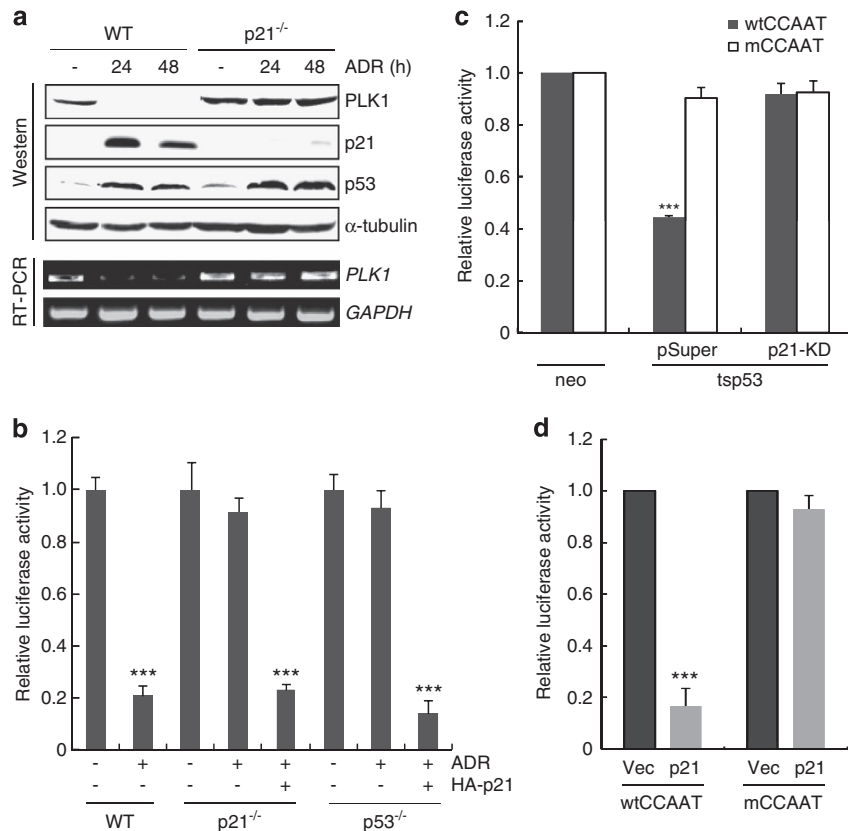 a
WT p21-/-
- 24 48 - 24 48 ADR (h)
Western
PLK1
p21
p53
α-tubulin
RT-PCR
PLK1
GAPDH
b
Relative luciferase activity
1.2
1.0
0.8
0.6
0.4
0.2
0
*** *** ***
- + - + + - + + ADR
- - - - + - - + HA-p21
WT p21-/- p53-/-
c
wtCCAAT
mCCAAT
Relative luciferase activity
1.2
1.0
0.8
0.6
0.4
0.2
0
***
pSuper p21-KD
neo tsp53
d
Relative luciferase activity
1.2
1.0
0.8
0.6
0.4
0.2
0
***
Vec p21 Vec p21
wtCCAAT mCCAAT